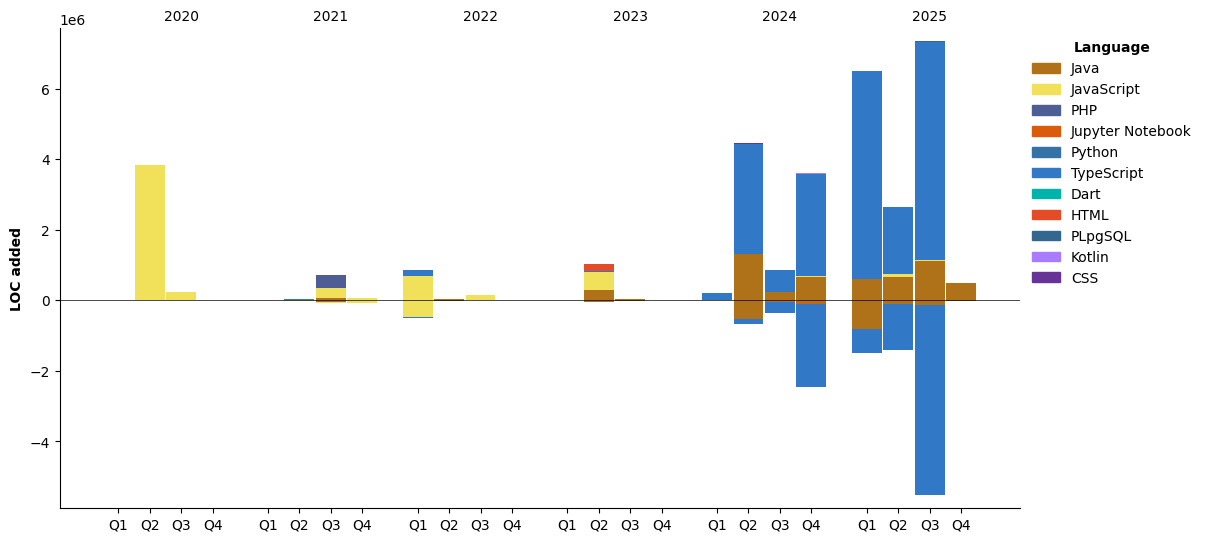 1e6
2020 2021 2022 2023 2024 2025
Language
Java
JavaScript
PHP
Jupyter Notebook
Python
TypeScript
Dart
HTML
PLpgSQL
Kotlin
CSS
LOC added
6
4
2
0
−2
−4
Q1 Q2 Q3 Q4 Q1 Q2 Q3 Q4 Q1 Q2 Q3 Q4 Q1 Q2 Q3 Q4 Q1 Q2 Q3 Q4 Q1 Q2 Q3 Q4